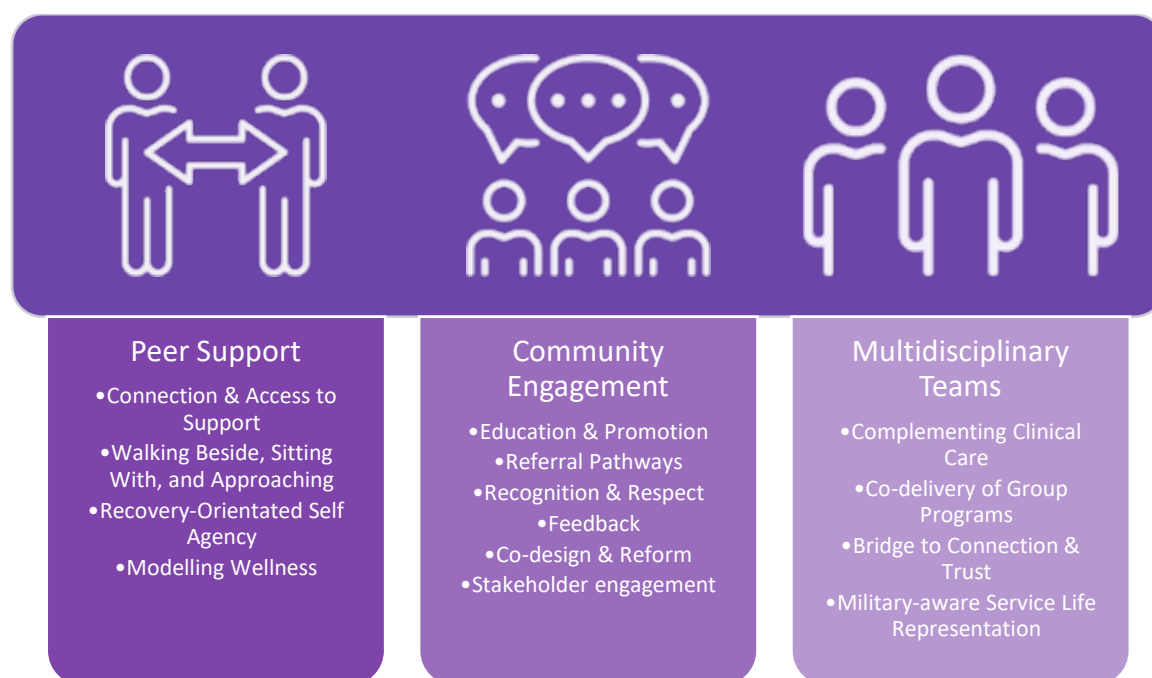 Peer Support
•Connection & Access to
Support
•Walking Beside, Sitting
With, and Approaching
•Recovery-Orientated Self
Agency
•Modelling Wellness
Community
Engagement
•Education & Promotion
•Referral Pathways
•Recognition & Respect
•Feedback
•Co-design & Reform
•Stakeholder engagement
Multidisciplinary
Teams
•Complementing Clinical
Care
•Co-delivery of Group
Programs
•Bridge to Connection &
Trust
•Military-aware Service Life
Representation